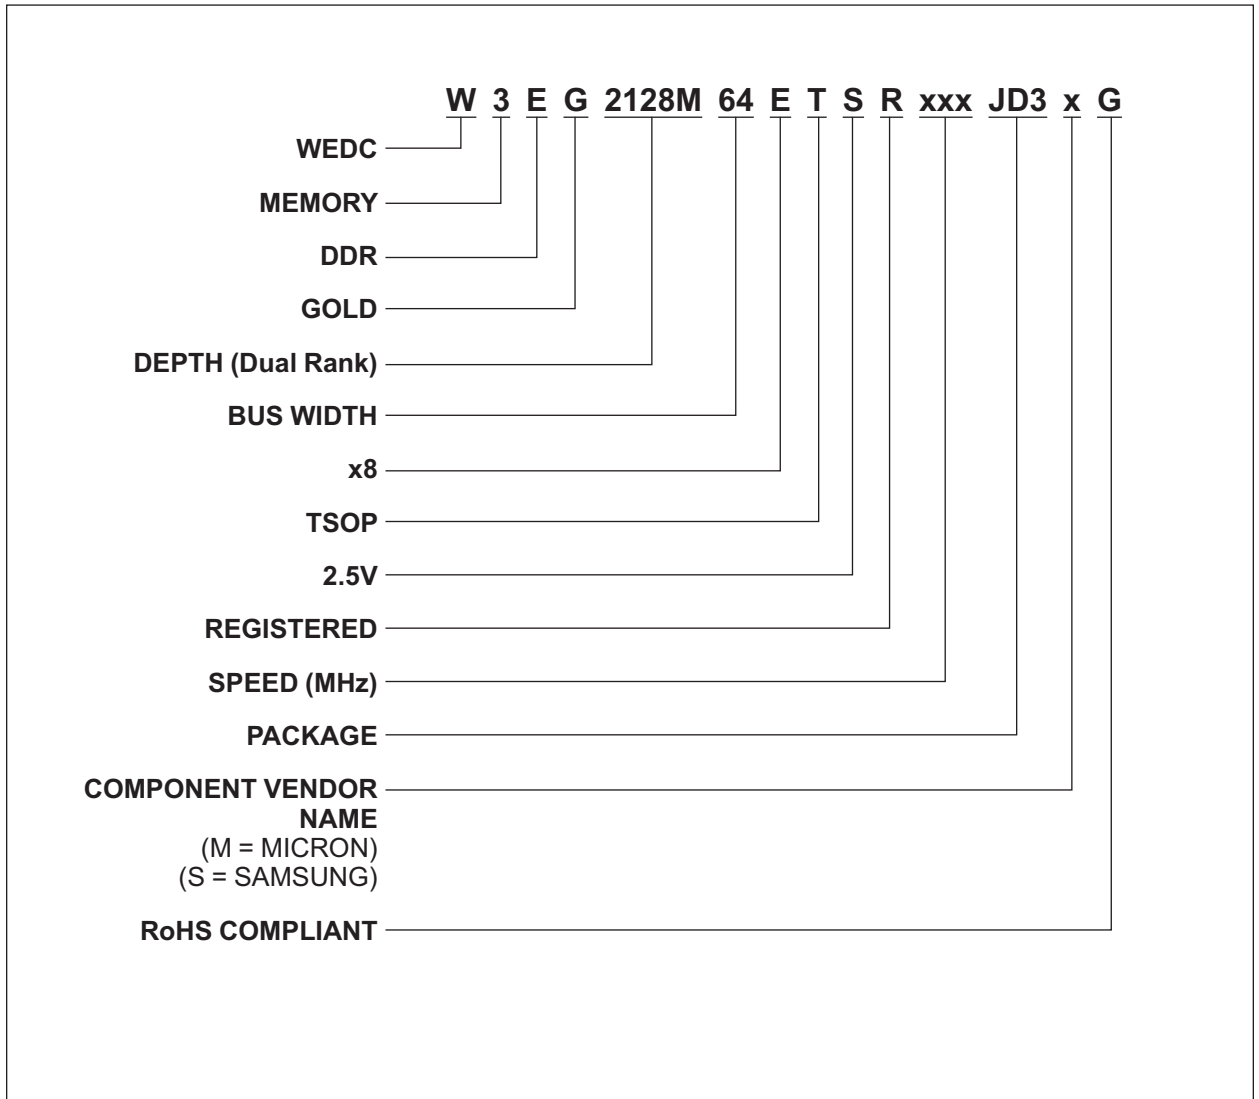 W 3 E G 2128M 64 E T S R xxx JD3 x G
WEDC
MEMORY
DDR
GOLD
DEPTH (Dual Rank)
BUS WIDTH
x8
TSOP
2.5V
REGISTERED
SPEED (MHz)
PACKAGE
COMPONENT VENDOR
NAME
(M = MICRON)
(S = SAMSUNG)
RoHS COMPLIANT